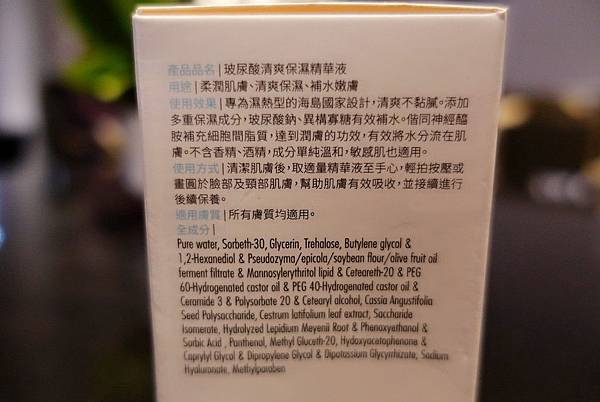 產品品名 | 玻尿酸清爽保濕精華液
用途 | 柔潤肌膚、清爽保濕、補水嫩膚
使用效果 | 專為濕熱型的海島國家設計，清爽不黏膩。添加
多重保濕成分，玻尿酸鈉、異構寡糖有效補水。偕同神經醯
胺補充細胞間脂質，達到潤膚的功效，有效將水分流在肌
膚。不含香精、酒精，成分單純溫和，敏感肌也適用。
使用方式 | 清潔肌膚後，取適量精華液至手心，輕拍按壓或
畫圓於臉部及頸部肌膚，幫助肌膚有效吸收，並接續進行
後續保養。
適用膚質 | 所有膚質均適用。
全成分 |
Pure water, Sorbeth-30, Glycerin, Trehalose, Butylene glycol &
1,2-Hexanediol & Pseudozyma/epicola/soybean flour/olive fruit oil
ferment filtrate & Mannosylerythritol lipid & Ceteareth-20 & PEG
60-Hydrogenated castor oil & PEG 40-Hydrogenated castor oil &
Ceramide 3 & Polysorbate 20 & Cetearyl alcohol, Cassia Angustifolia
Seed Polysaccharide, Cestrum latifolium leaf extract, Saccharide
Isomerate, Hydrolyzed Lepidium Meyenii Root & Phenoxyethanol &
Sorbic Acid , Panthenol, Methyl Gluceth-20, Hydoxyacetophenone &
Caprylyl Glycol & Dipropylene Glycol & Dipotassium Glycyrrhizate, Sodium
Hyaluronate, Methylparaben